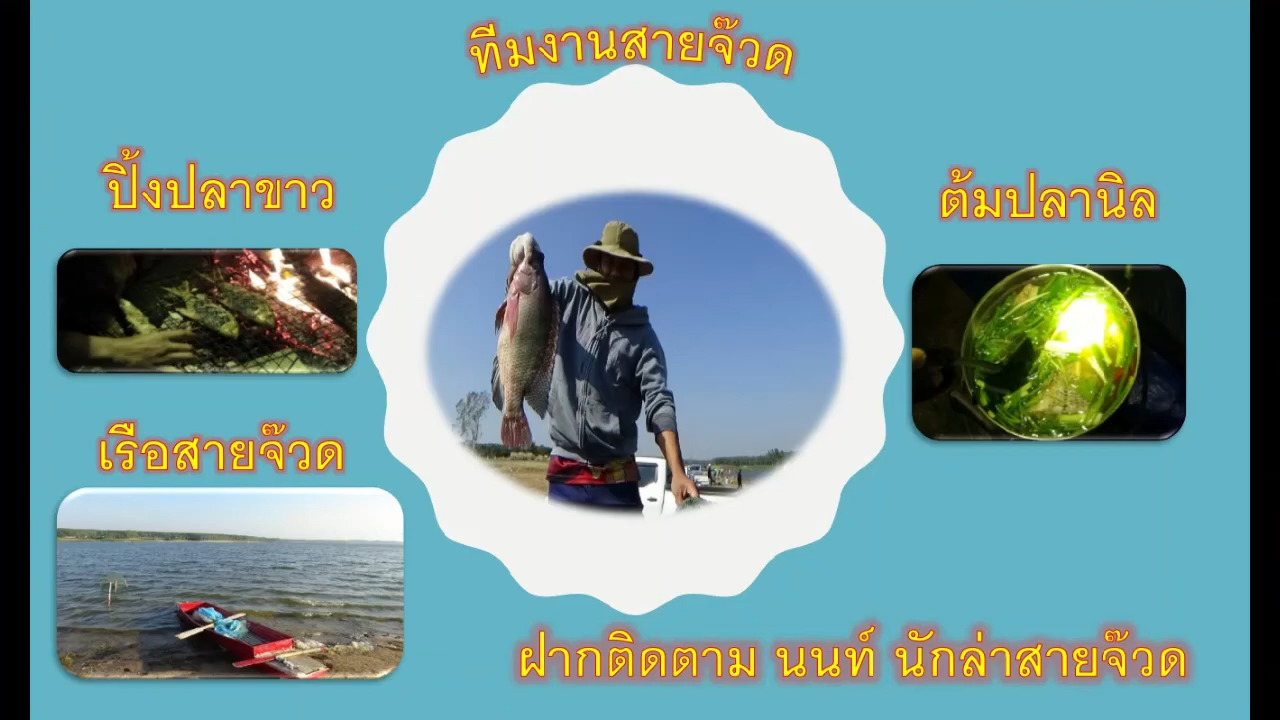 ทีมงานสายจ๊วด
ปิ้งปลาขาว
ต้มปลานิล
เรือสายจ๊วด
ฝากติดตาม นนท์ นักล่าสายจ๊วด